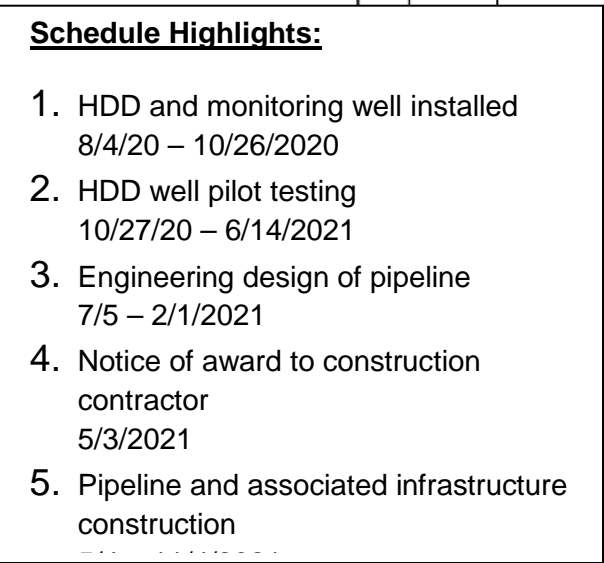 Schedule Highlights:
1. HDD and monitoring well installed
8/4/20 – 10/26/2020
2. HDD well pilot testing
10/27/20 – 6/14/2021
3. Engineering design of pipeline
7/5 – 2/1/2021
4. Notice of award to construction
contractor
5/3/2021
5. Pipeline and associated infrastructure
construction